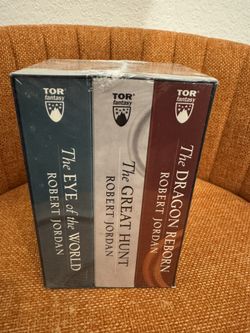 TOR®
fantasy
The EYE of the WORLD
ROBERT JORDAN
TOR®
fantasy
The GREAT HUNT
ROBERT JORDAN
TOR®
fantasy
The DRAGON REBORN
ROBERT JORDAN